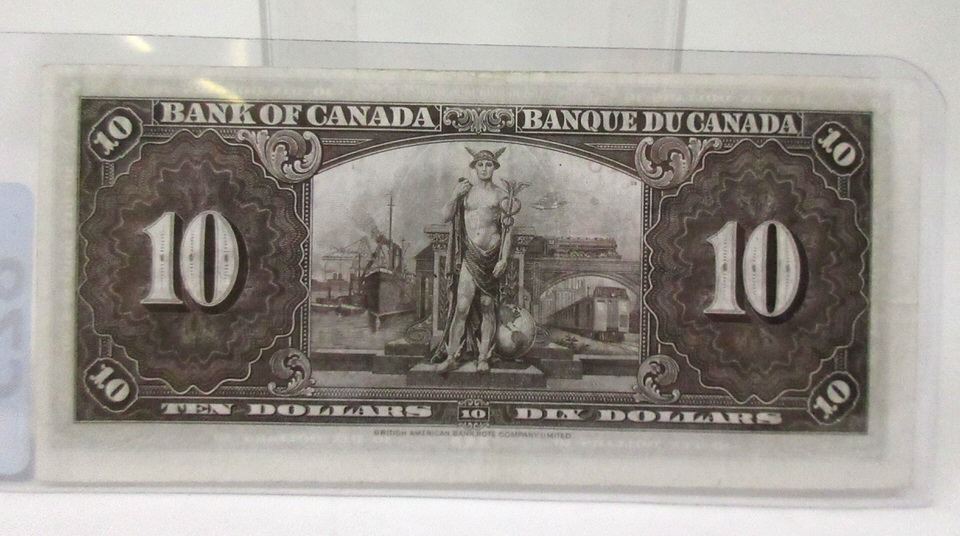 10 BANK OF CANADA BANQUE DU CANADA 10
10 10
10 TEN DOLLARS 10 DIX DOLLARS 10
BRITISH AMERICAN BANK NOTE COMPANY LIMITED